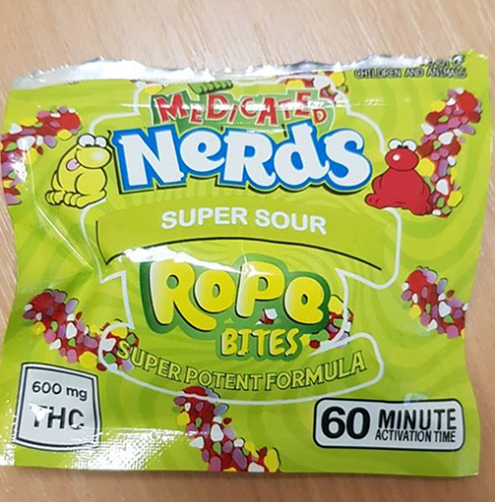 CHILDREN AND ANIMALS
MEDICATED
NeRdS
SUPER SOUR
ROPe
BITES
SUPER POTENT FORMULA
600 mg
THC
60 MINUTE
ACTIVATION TIME